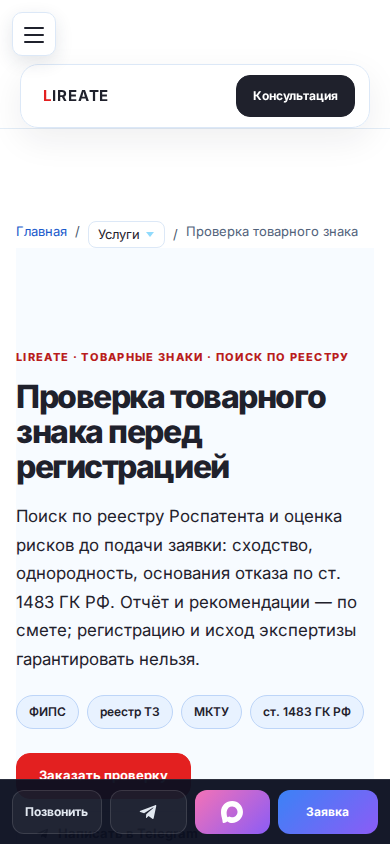 LIREATE
Консультация
Главная / Услуги / Проверка товарного знака
LIREATE · ТОВАРНЫЕ ЗНАКИ · ПОИСК ПО РЕЕСТРУ
Проверка товарного
знака перед
регистрацией
Поиск по реестру Роспатента и оценка
рисков до подачи заявки: сходство,
однородность, основания отказа по ст.
1483 ГК РФ. Отчёт и рекомендации — по
смете; регистрацию и исход экспертизы
гарантировать нельзя.
ФИПС реестр ТЗ МКТУ ст. 1483 ГК РФ
Заказать проверку
Позвонить Заявка
Написать в Telegram